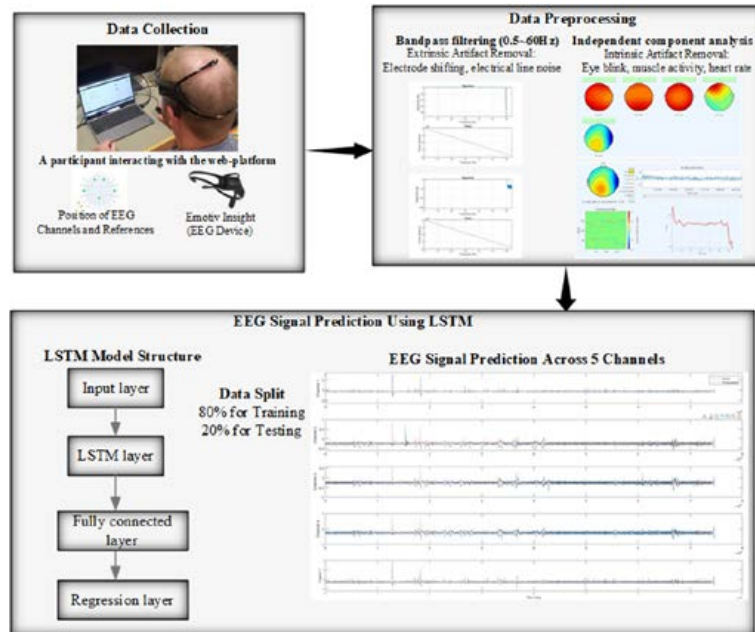 Data Collection
A participant interacting with the web-platform
Position of EEG
Channels and References
Emotiv Insight
(EEG Device)
Data Preprocessing
Bandpass filtering (0.5~60Hz)
Extrinsic Artifact Removal:
Electrode shifting, electrical line noise
Independent component analysis
Intrinsic Artifact Removal:
Eye blink, muscle activity, heart rate
EEG Signal Prediction Using LSTM
LSTM Model Structure
Input layer
LSTM layer
Fully connected
layer
Regression layer
Data Split
80% for Training
20% for Testing
EEG Signal Prediction Across 5 Channels